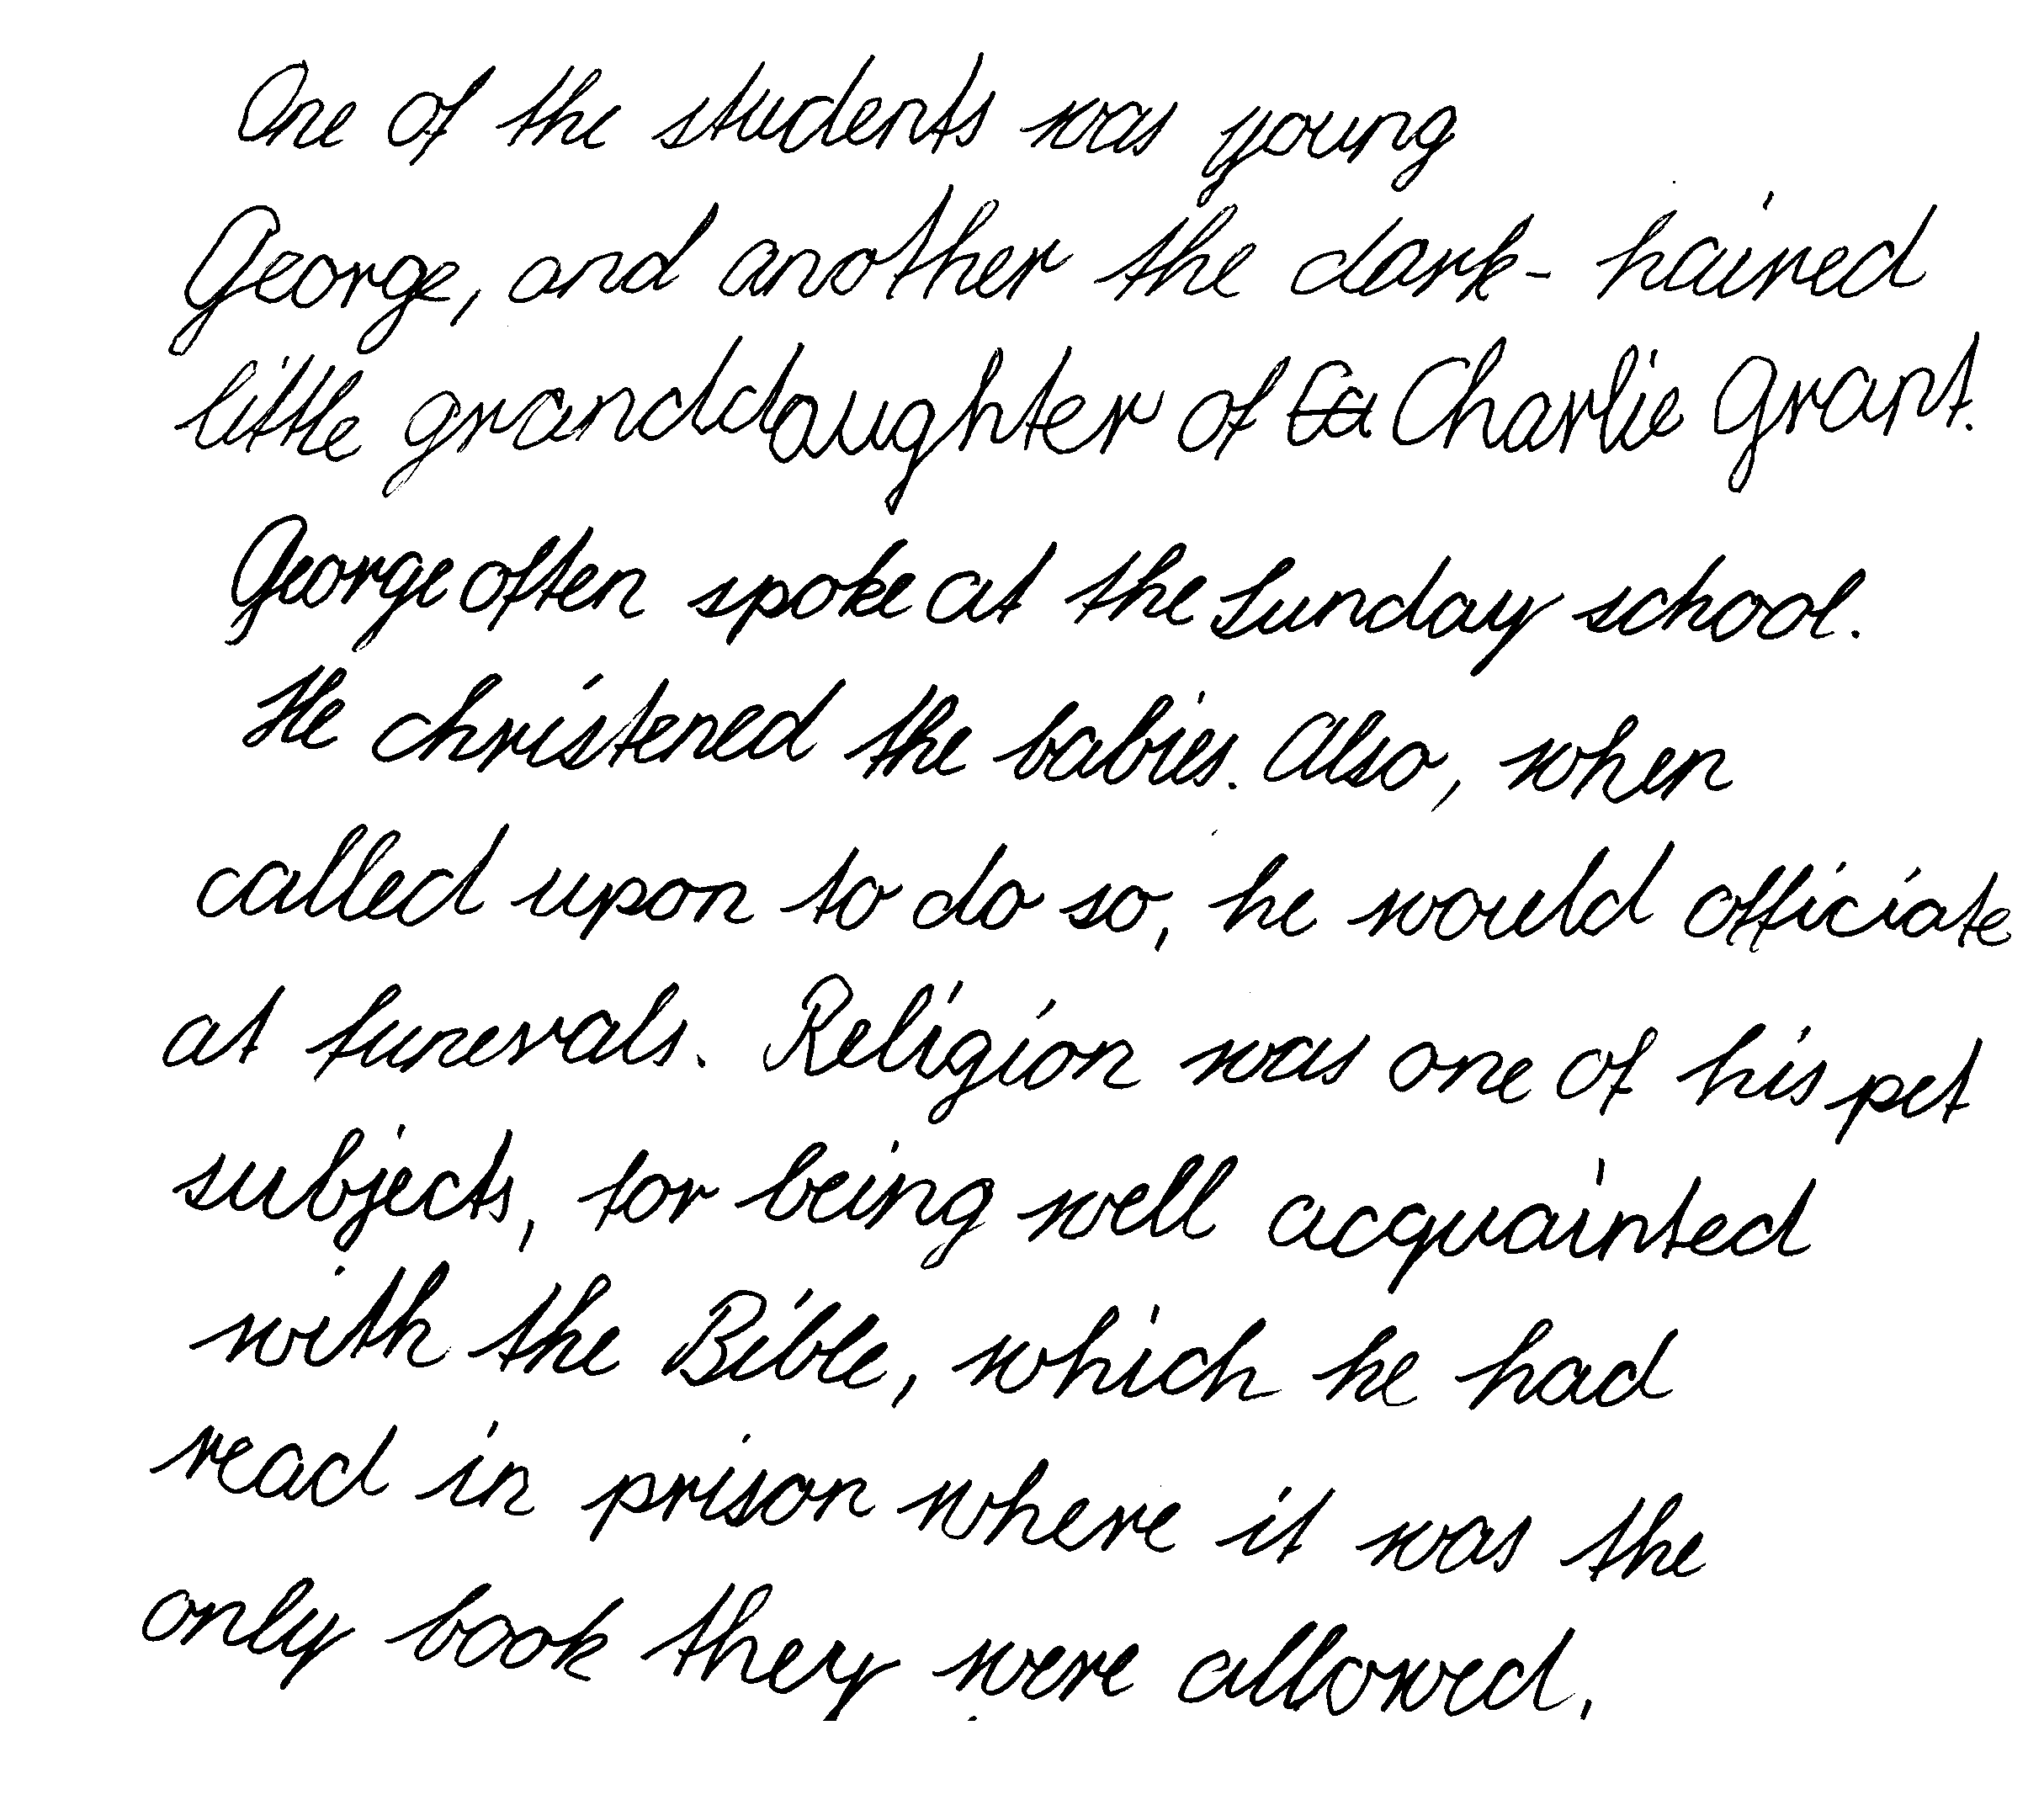 One of the students was young
George, and another the dark-haired
little granddaughter of Ca Charlie Grant.
George often spoke at the Sunday school.
He christened the babies. Also, when
called upon to do so, he would officiate
at funerals. Religion was one of his pet
subjects, for being well acquainted
with the Bible, which he had
read in prison where it was the
only book they were allowed.